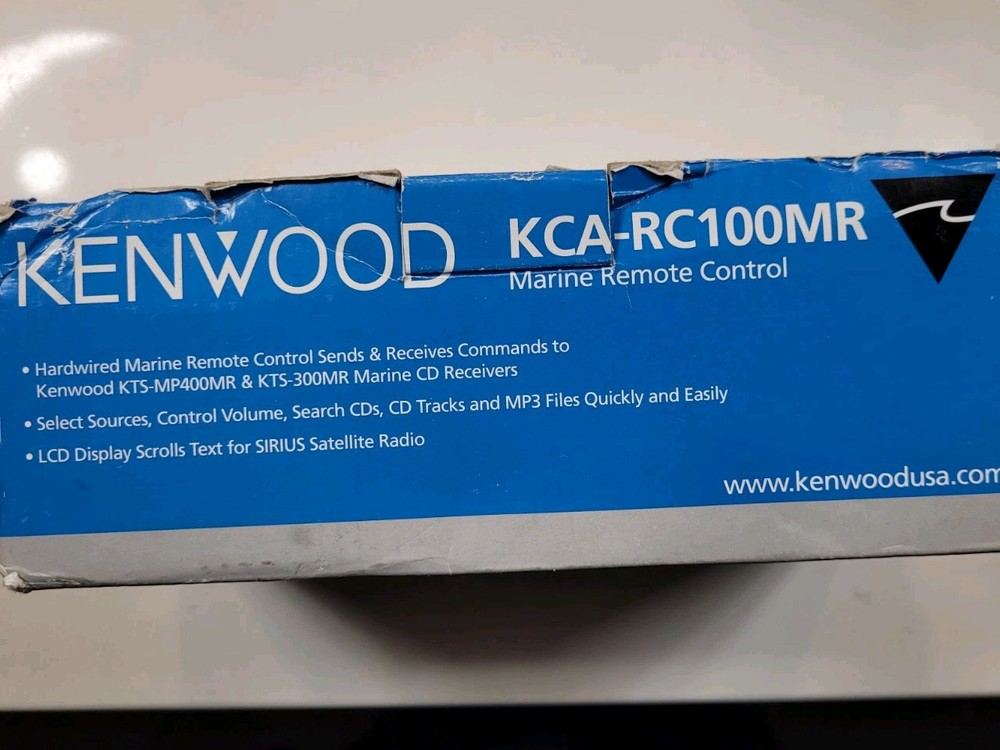 KENWOOD
KCA-RC100MR
Marine Remote Control
• Hardwired Marine Remote Control Sends & Receives Commands to
Kenwood KTS-MP400MR & KTS-300MR Marine CD Receivers
• Select Sources, Control Volume, Search CDs, CD Tracks and MP3 Files Quickly and Easily
• LCD Display Scrolls Text for SIRIUS Satellite Radio
www.kenwoodusa.com